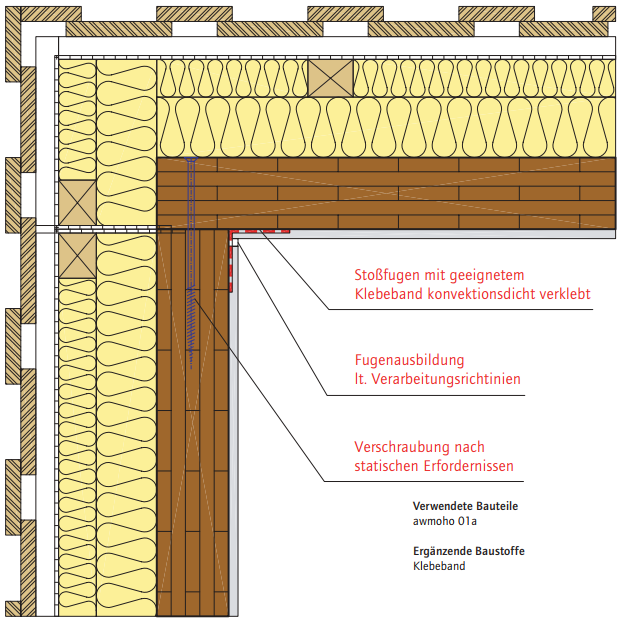 Stoßfugen mit geeignetem
Klebeband konvektionsdicht verklebt
Fugenausbildung
lt. Verarbeitungsrichtinien
Verschraubung nach
statischen Erfordernissen
Verwendete Bauteile
awmoho 01a
Ergänzende Baustoffe
Klebeband